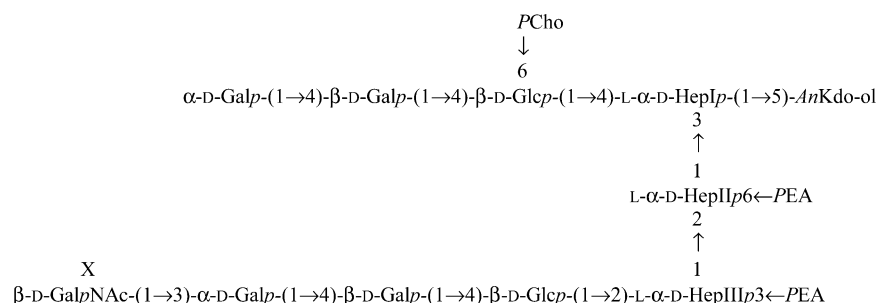 PCho
↓
6
α-D-Galp-(1→4)-β-D-Galp-(1→4)-β-D-Glcp-(1→4)-L-α-D-HepIp-(1→5)-AnKdo-ol
3
↑
1
L-α-D-HepIIp6←PEA
2
↑
X 1
β-D-GalpNAc-(1→3)-α-D-Galp-(1→4)-β-D-Galp-(1→4)-β-D-Glcp-(1→2)-L-α-D-HepIIIp3←PEA